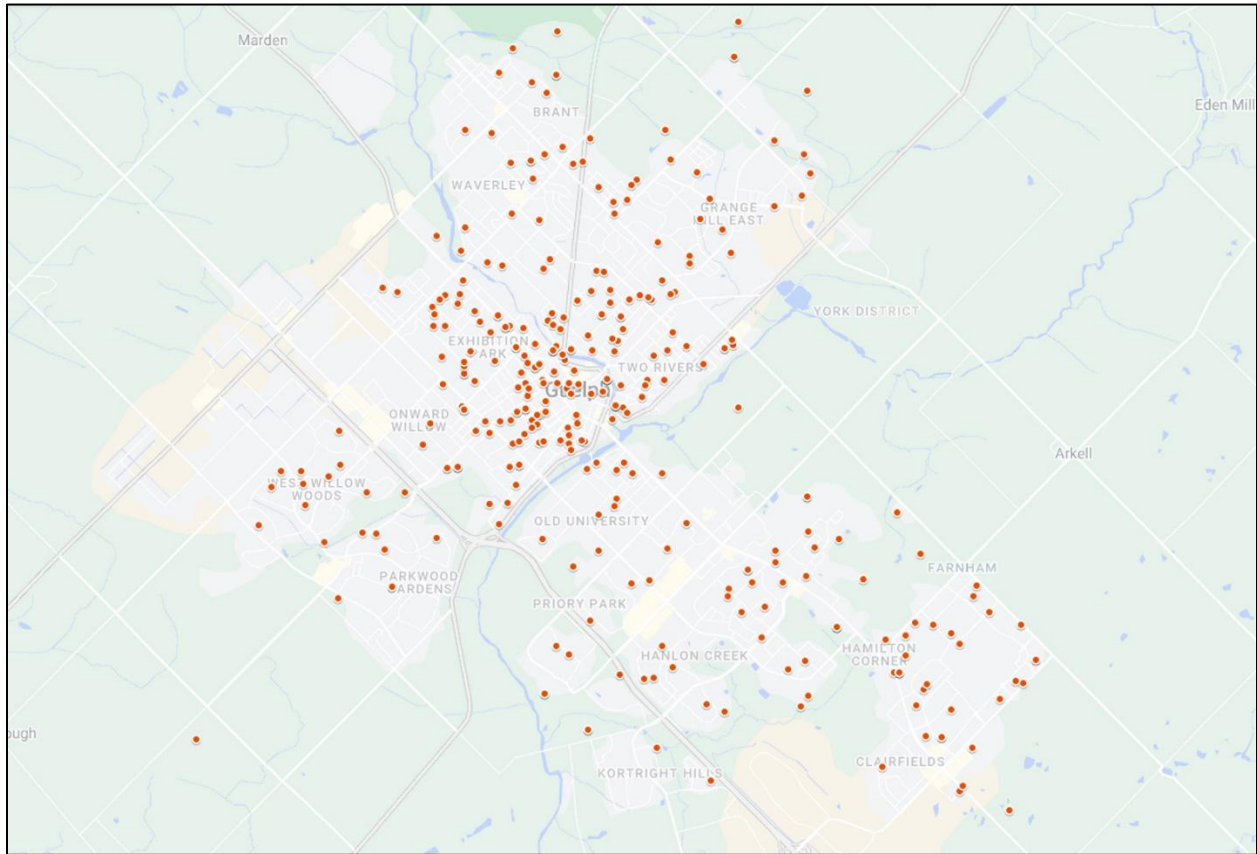 Marden
Eden Mill
BRANT
WAVERLEY
GRANGE
HILL EAST
YORK DISTRICT
EXHIBITION
PARK
TWO RIVERS
Guelph
ONWARD
WILLOW
Arkell
WEST WILLOW
WOODS
OLD UNIVERSITY
FARNHAM
PARKWOOD
GARDENS
PRIORY PARK
HANLON CREEK
HAMILTON
CORNER
ough
CLAIRFIELDS
KORTRIGHT HILLS